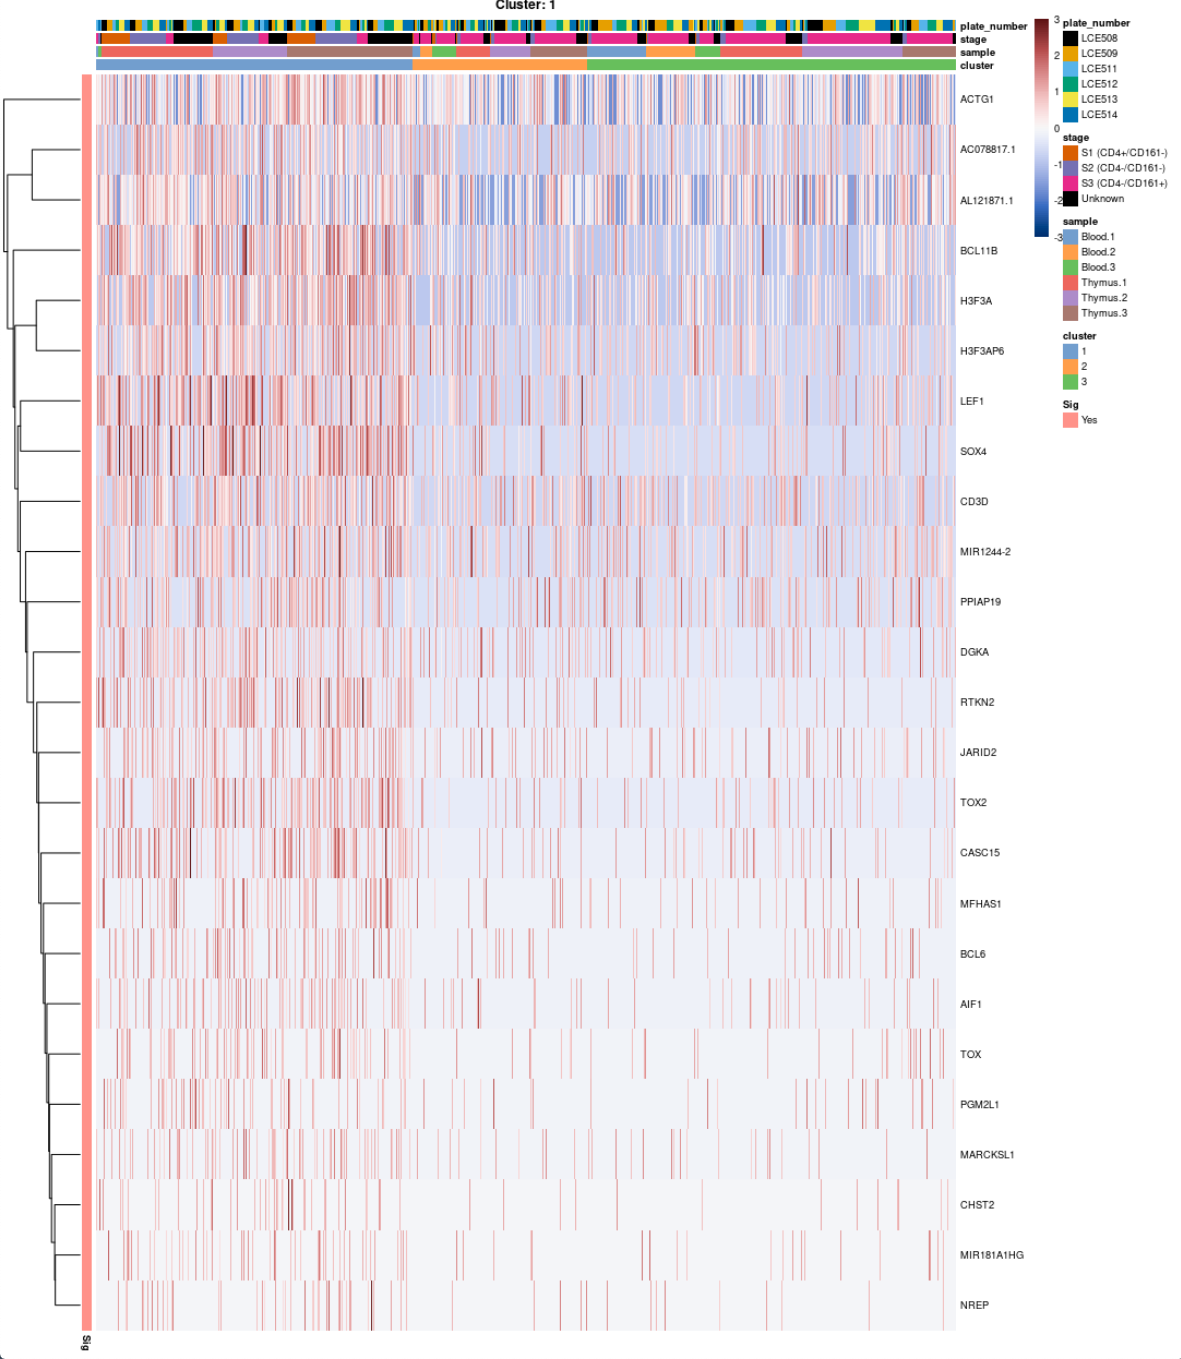 Cluster: 1
plate_number
stage
sample
cluster
ACTG1
AC078817.1
AL121871.1
BCL11B
H3F3A
H3F3AP6
LEF1
SOX4
CD3D
MIR1244-2
PPIAP19
DGKA
RTKN2
JARID2
TOX2
CASC15
MFHAS1
BCL6
AIF1
TOX
PGM2L1
MARCKSL1
CHST2
MIR181A1HG
NREP
Sig
3
2
1
0
-1
-2
-3
plate_number
LCE508
LCE509
LCE511
LCE512
LCE513
LCE514
stage
S1 (CD4+/CD161-)
S2 (CD4-/CD161-)
S3 (CD4-/CD161+)
Unknown
sample
Blood.1
Blood.2
Blood.3
Thymus.1
Thymus.2
Thymus.3
cluster
1
2
3
Sig
Yes